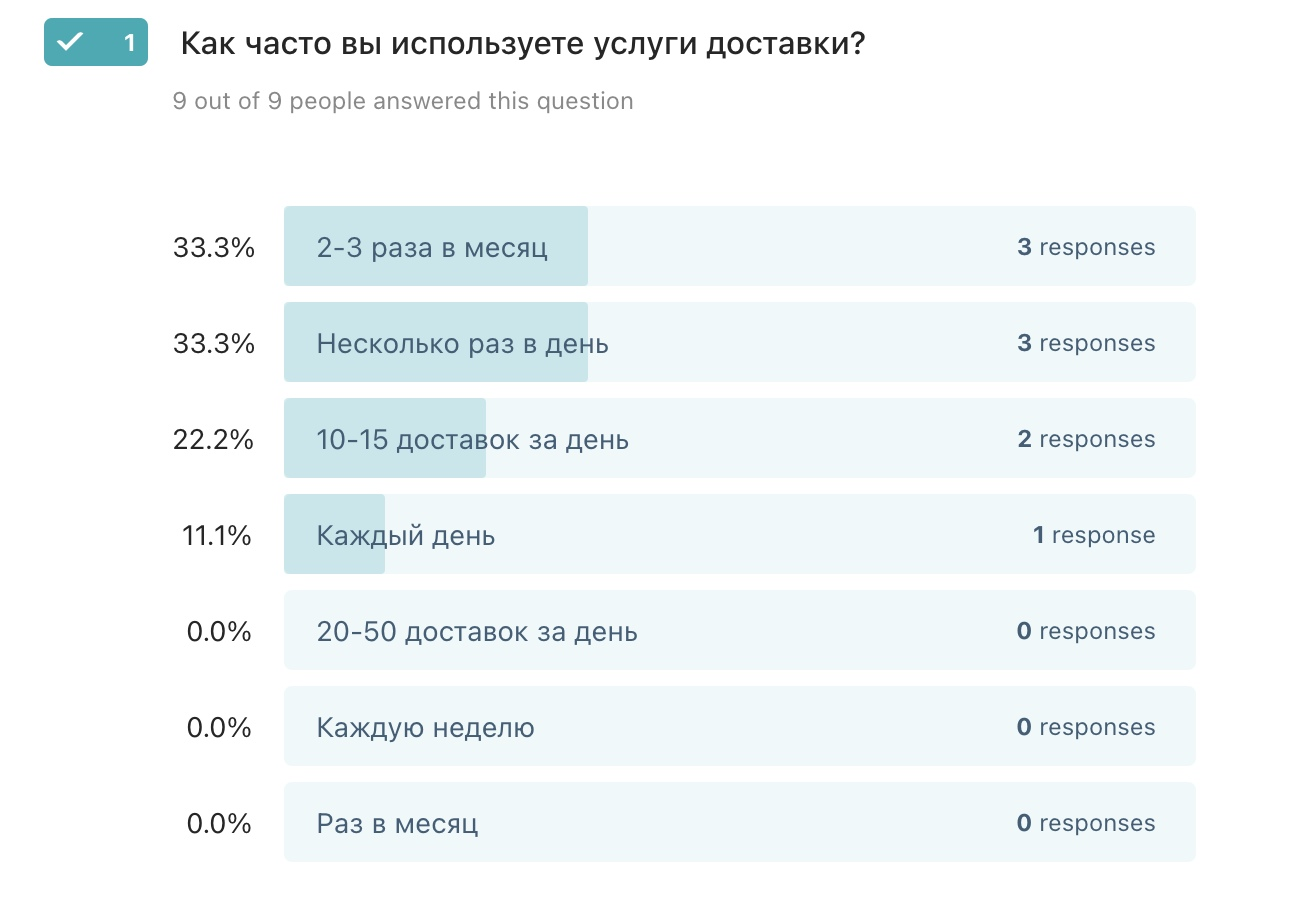 1 Как часто вы используете услуги доставки?
9 out of 9 people answered this question
33.3% 2-3 раза в месяц 3 responses
33.3% Несколько раз в день 3 responses
22.2% 10-15 доставок за день 2 responses
11.1% Каждый день 1 response
0.0% 20-50 доставок за день 0 responses
0.0% Каждую неделю 0 responses
0.0% Раз в месяц 0 responses